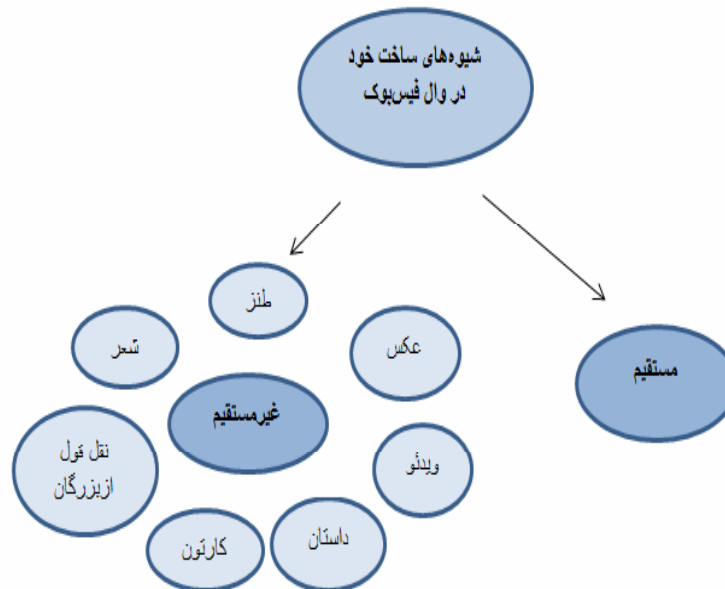 شیوه‌های ساخت خود
در وال فیس‌بوک
طنز
شعر
عکس
مستقیم
غیرمستقیم
نقل قول
ازبزرگان
ویدئو
کارتون
داستان